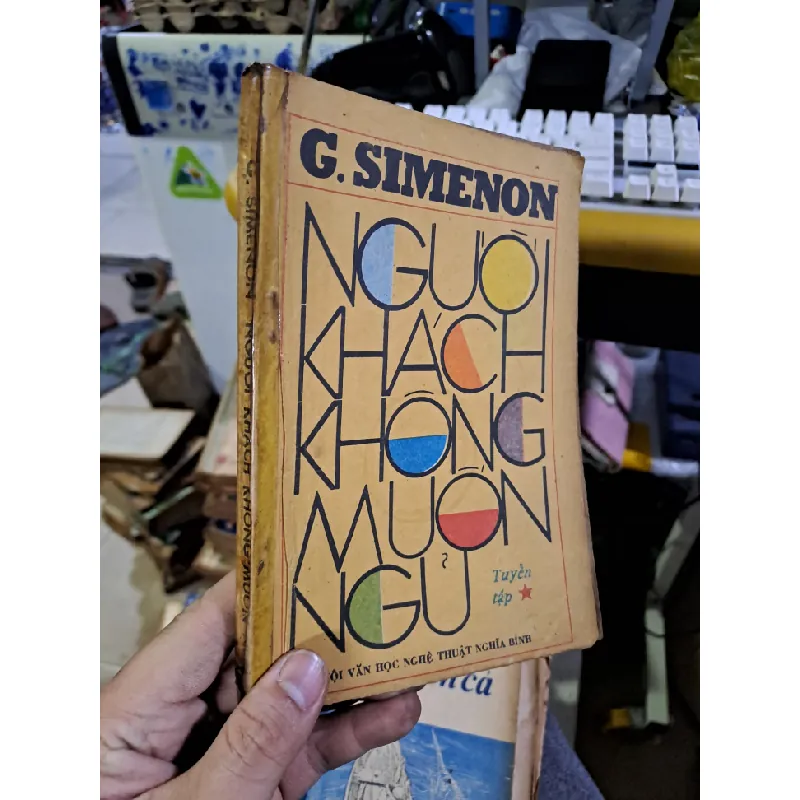 G. SIMENON
NGƯỜI
KHÁCH
KHÔNG
MUỐN
NGỦ
Tuyển
tập
ỘI VĂN HỌC NGHỆ THUẬT NGHĨA BÌNH
G. SIMENON NGƯỜI KHÁCH KHÔNG MUỐN
cá